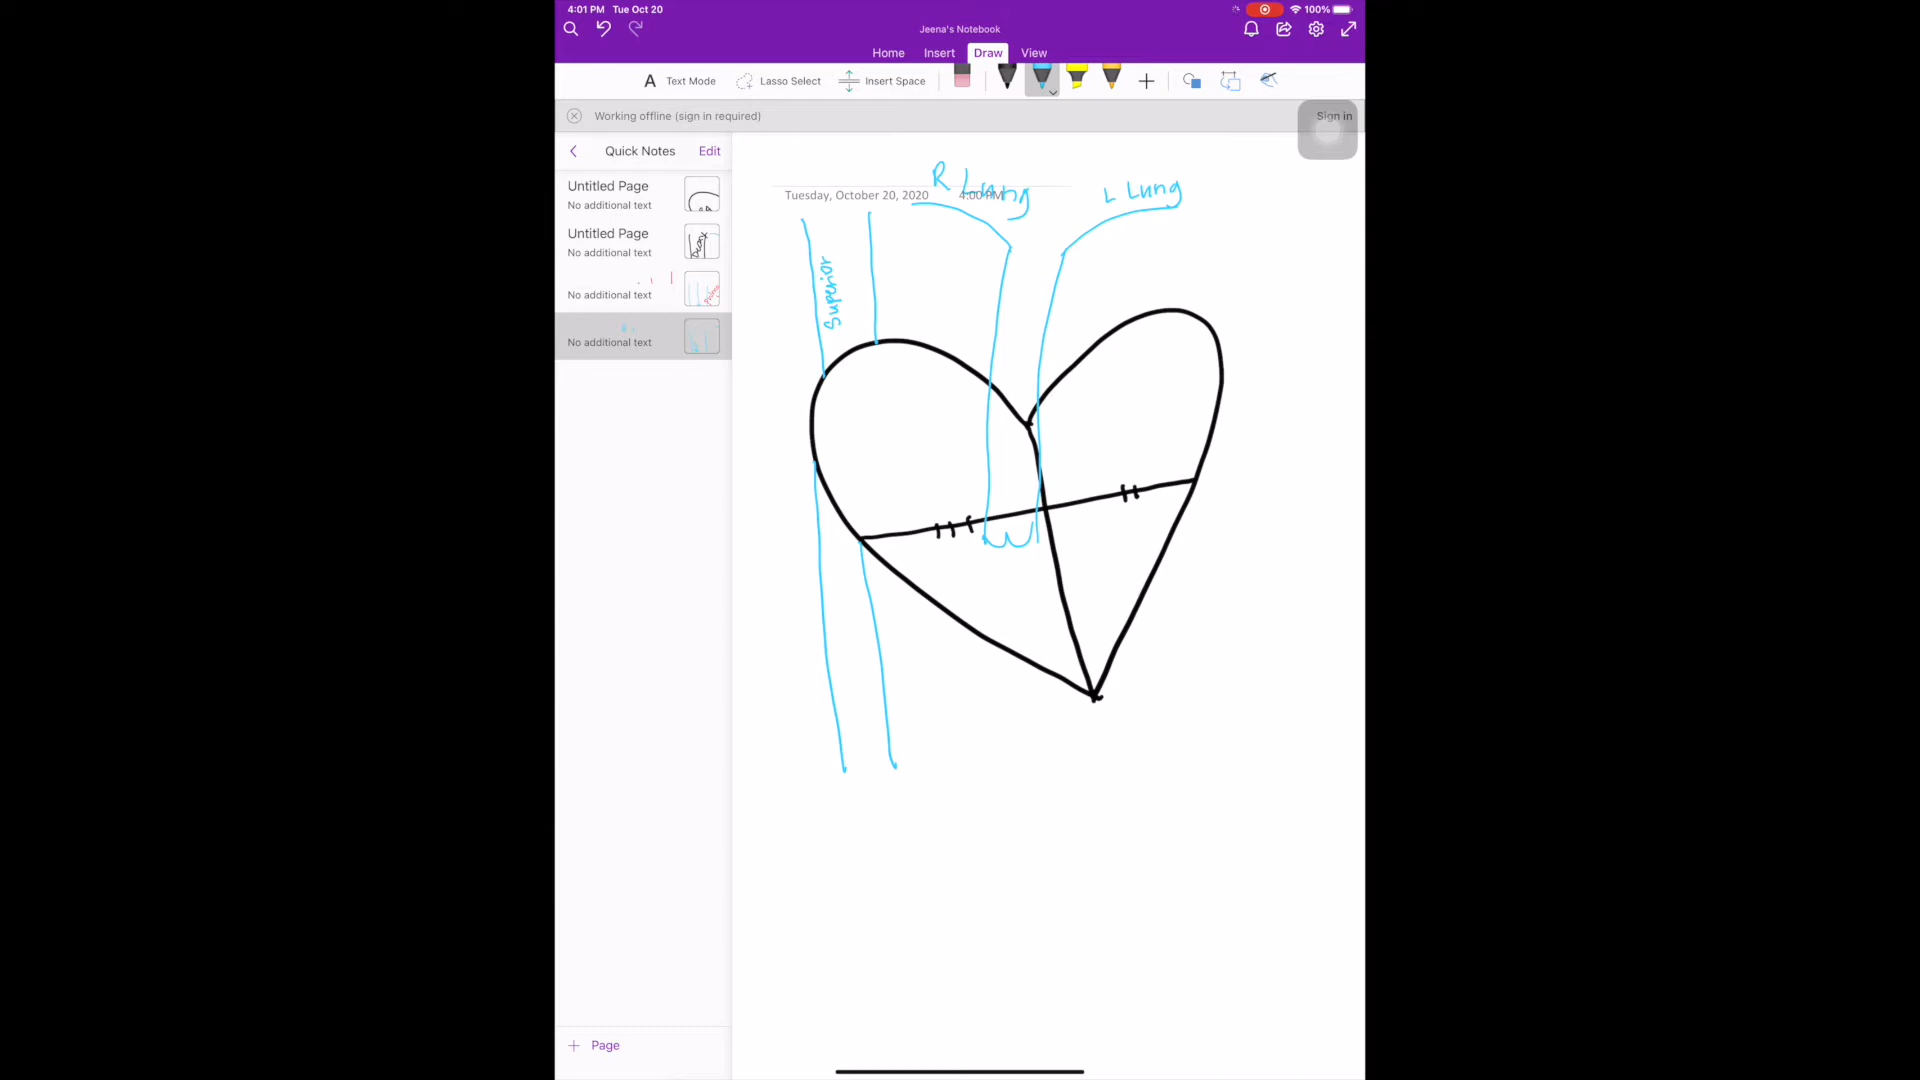 4:01 PM Tue Oct 20
100%
Jeena's Notebook
Home Insert Draw View
A Text Mode Lasso Select Insert Space
Working offline (sign in required)
Sign in
Quick Notes Edit
Untitled Page
No additional text
Untitled Page
No additional text
No additional text
No additional text
R Lung
L Lung
Tuesday, October 20, 2020 4:00 PM
Superior
Page